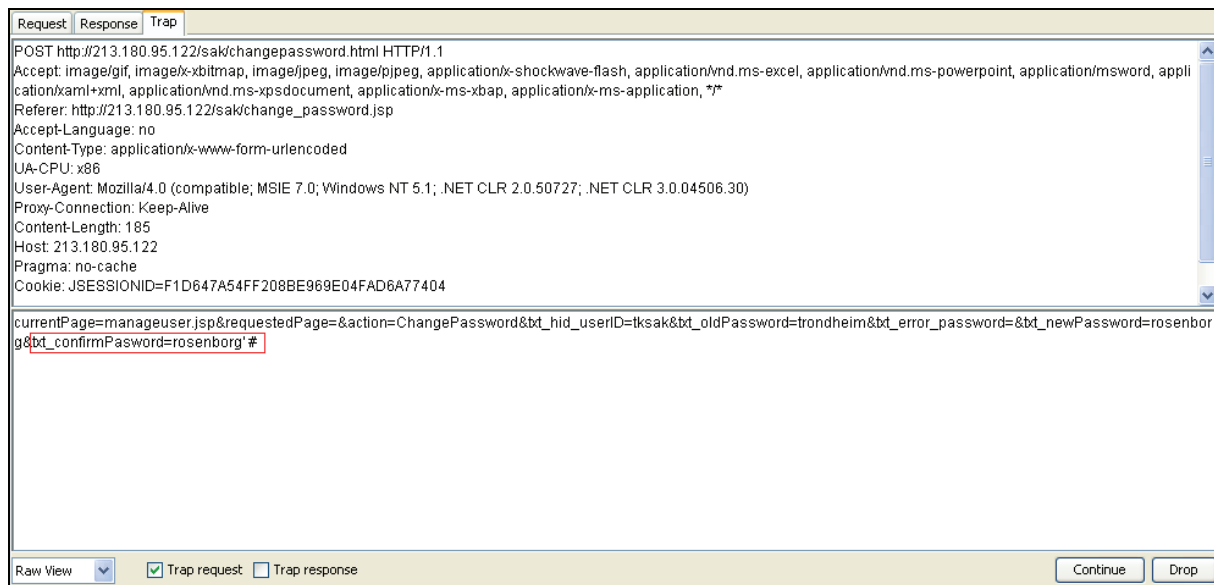 Request Response Trap
POST http://213.180.95.122/sak/changepassword.html HTTP/1.1
Accept: image/gif, image/x-xbitmap, image/jpeg, image/pjpeg, application/x-shockwave-flash, application/vnd.ms-excel, application/vnd.ms-powerpoint, application/msword, appli
cation/xaml+xml, application/vnd.ms-xpsdocument, application/x-ms-xbap, application/x-ms-application, */*
Referer: http://213.180.95.122/sak/change_password.jsp
Accept-Language: no
Content-Type: application/x-www-form-urlencoded
UA-CPU: x86
User-Agent: Mozilla/4.0 (compatible; MSIE 7.0; Windows NT 5.1; .NET CLR 2.0.50727; .NET CLR 3.0.04506.30)
Proxy-Connection: Keep-Alive
Content-Length: 185
Host: 213.180.95.122
Pragma: no-cache
Cookie: JSESSIONID=F1D647A54FF208BE969E04FAD6A77404
currentPage=manageuser.jsp&requestedPage=&action=ChangePassword&txt_hid_userID=tksak&txt_oldPassword=trondheim&txt_error_password=&txt_newPassword=rosenbor
g&txt_confirmPasword=rosenborg' #
Raw View Trap request Trap response Continue Drop